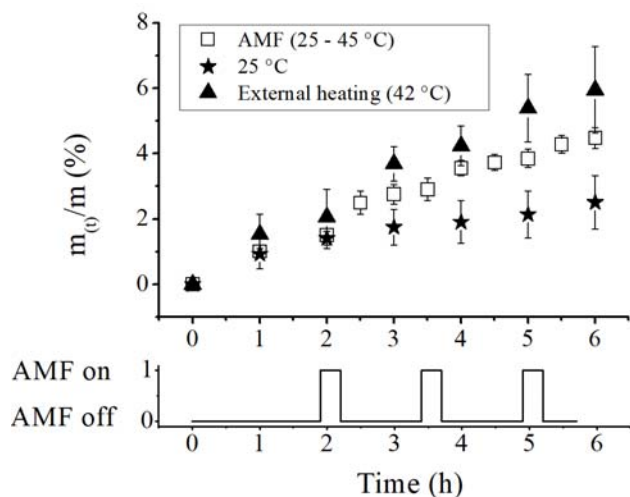 AMF (25 - 45 °C)
25 °C
External heating (42 °C)
m(t)/m (%)
8
6
4
2
0
0 1 2 3 4 5 6
AMF on 1
AMF off 0
0 1 2 3 4 5 6
Time (h)